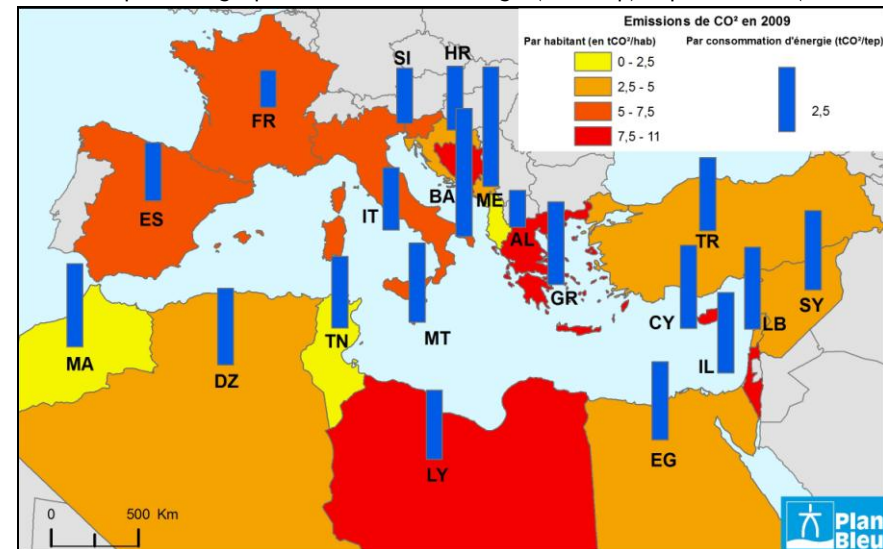 Emissions de CO² en 2009
Par habitant (en tCO²/hab)
Par consommation d'énergie (tCO²/tep)
0 - 2,5
2,5 - 5
5 - 7,5
7,5 - 11
2,5
SI
HR
FR
ES
IT
BA
ME
AL
GR
TR
CY
LB
SY
IL
MA
DZ
TN
MT
LY
EG
0 500 Km
Plan
Bleu